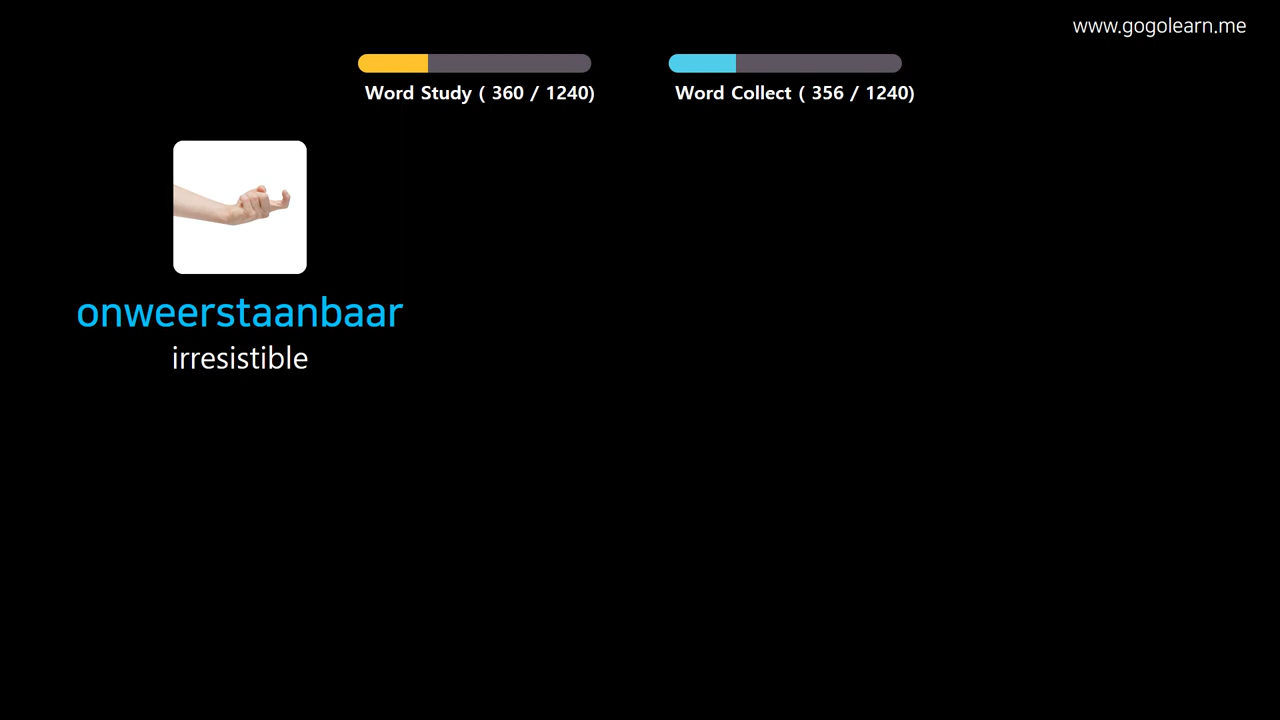 www.gogolearn.me
Word Study ( 360 / 1240)
Word Collect ( 356 / 1240)
onweerstaanbaar
irresistible